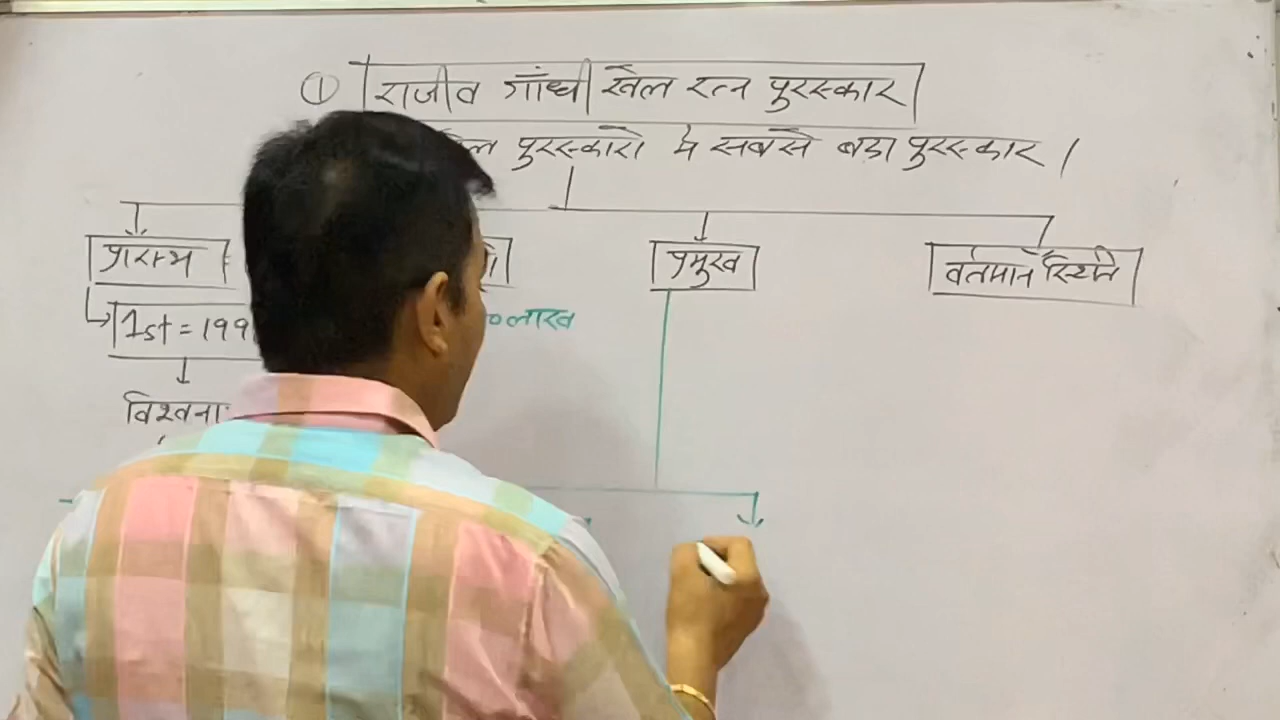 ① राजीव गाँधी खेल रत्न पुरस्कार
पुरस्कारो मे सबसे बडा पुरस्कार ।
प्रारम्भ प्रमुख वर्तमान स्थिति
1st = 199 लाख
विश्वना